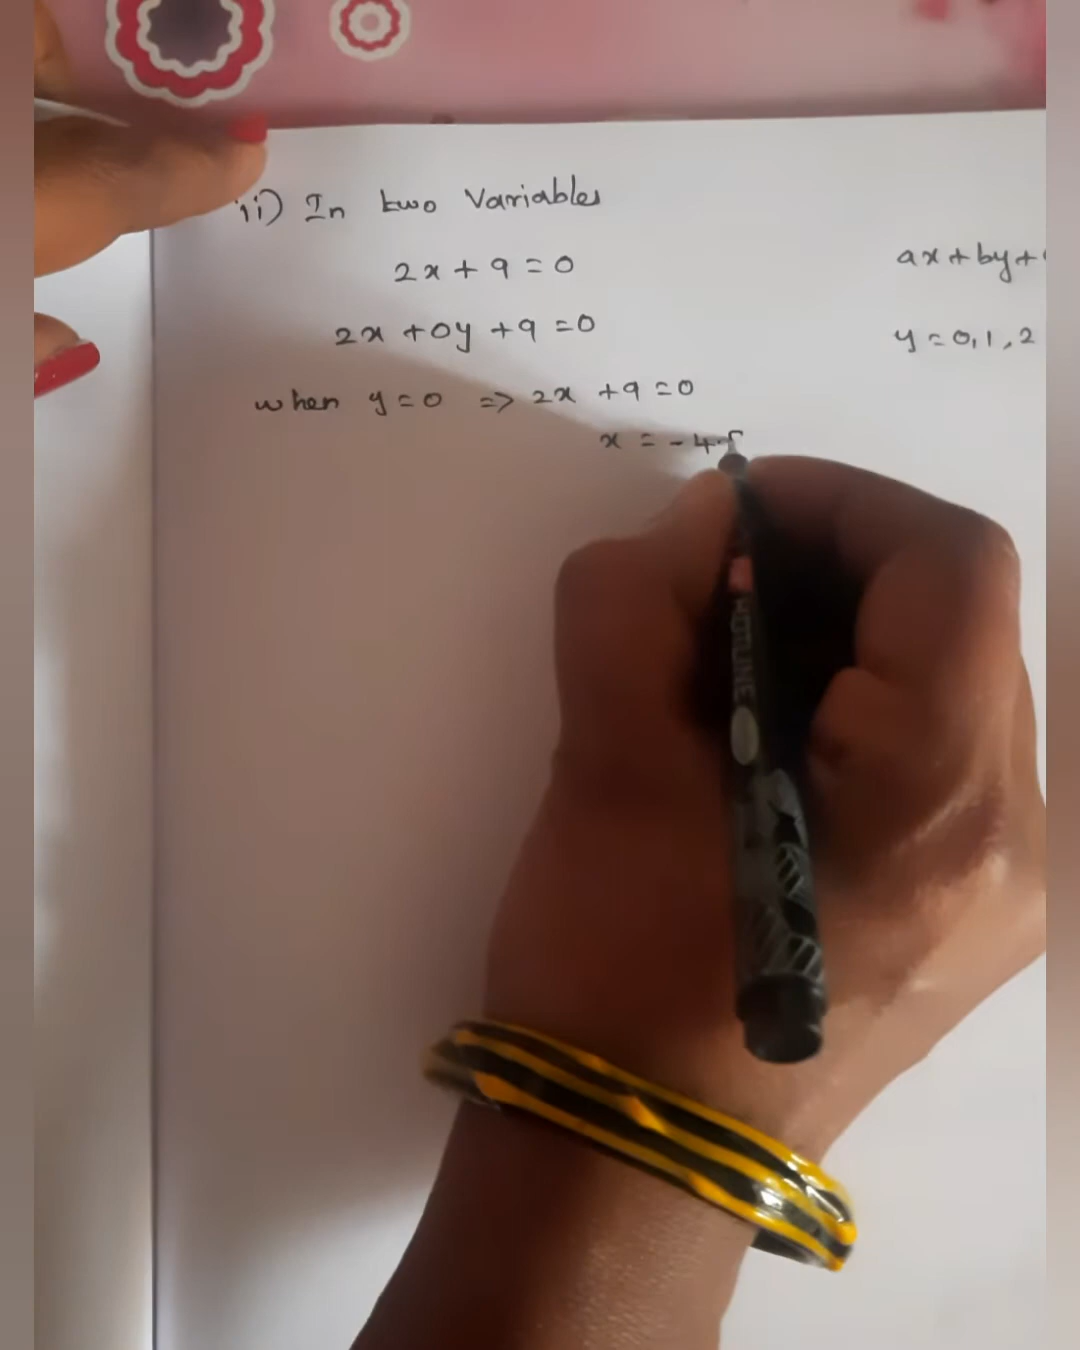 ii) In two Variables
2x + 9 = 0
ax + by +
2x + 0y + 9 = 0
y = 0, 1, 2
when y = 0 => 2x + 9 = 0
x = -4.5
HOTLINE